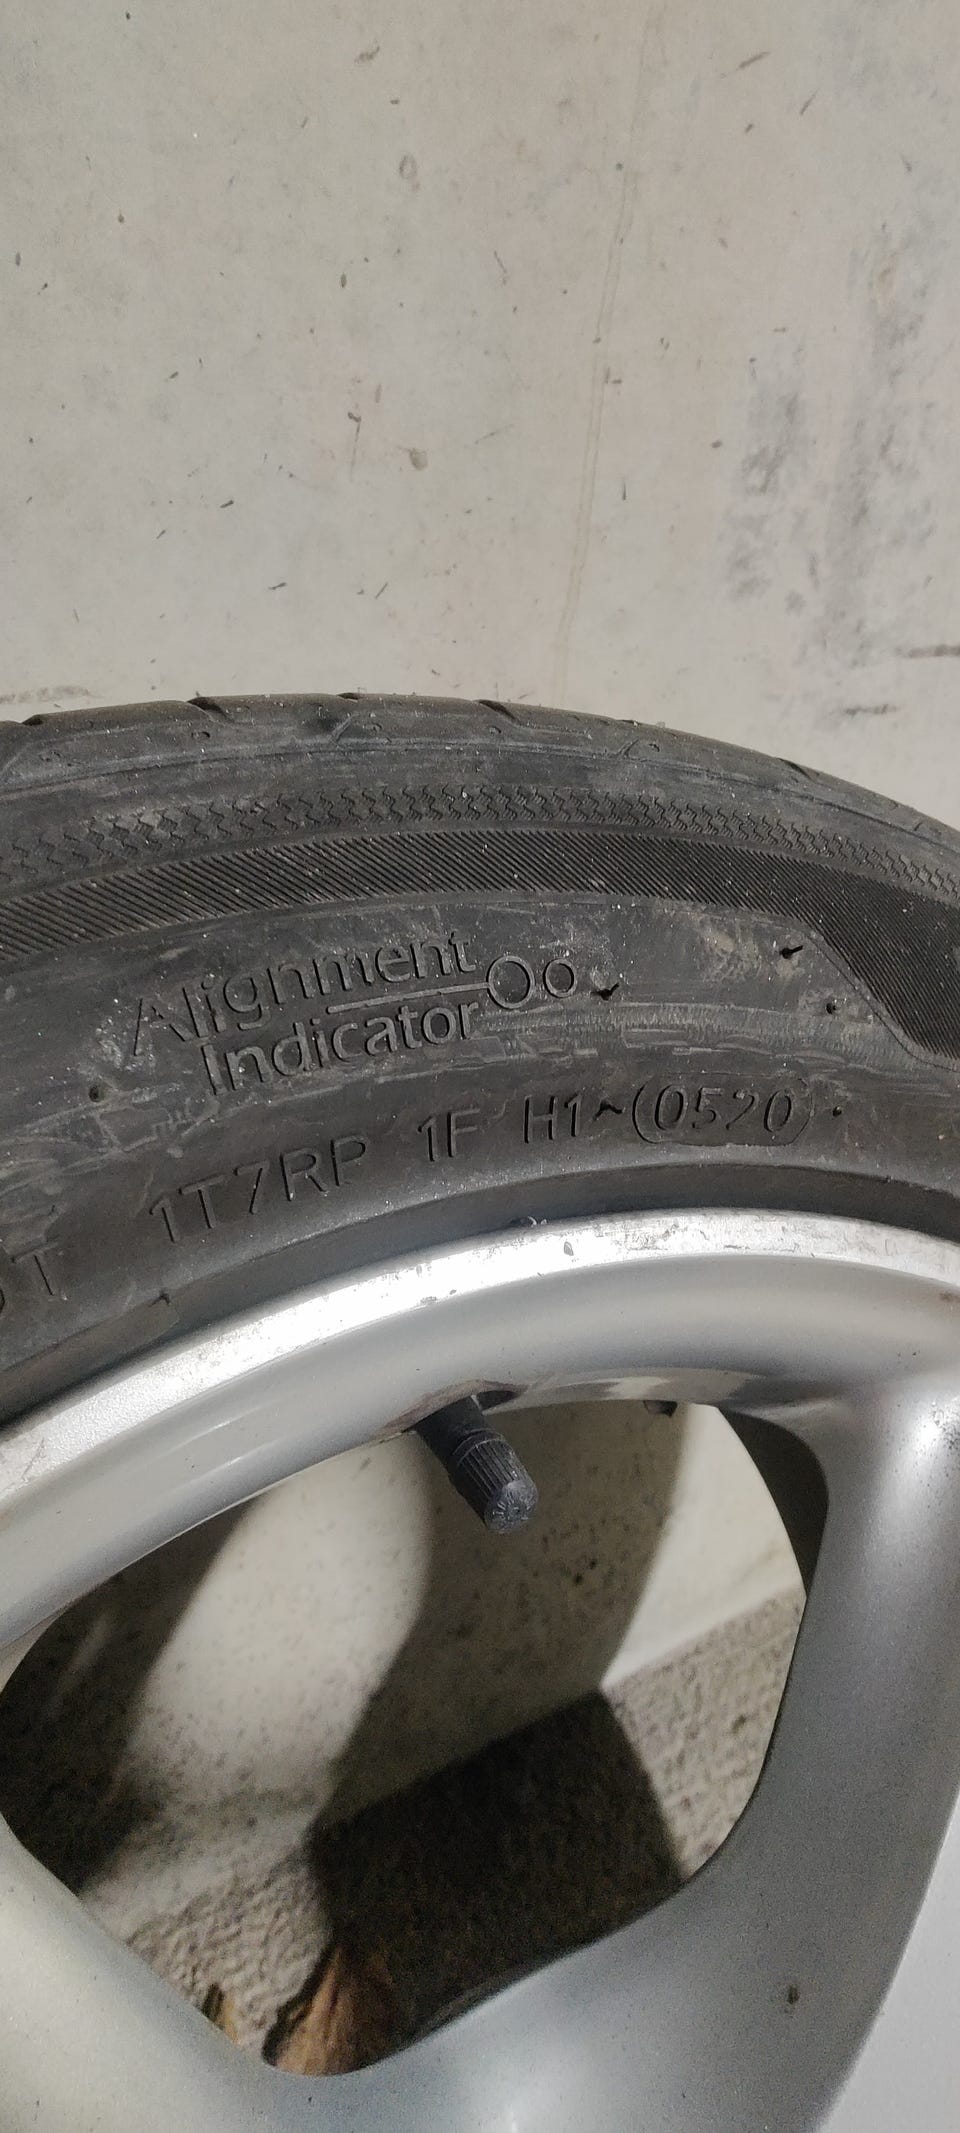 Alignment
Indicator
1T7RP 1F H1 0520